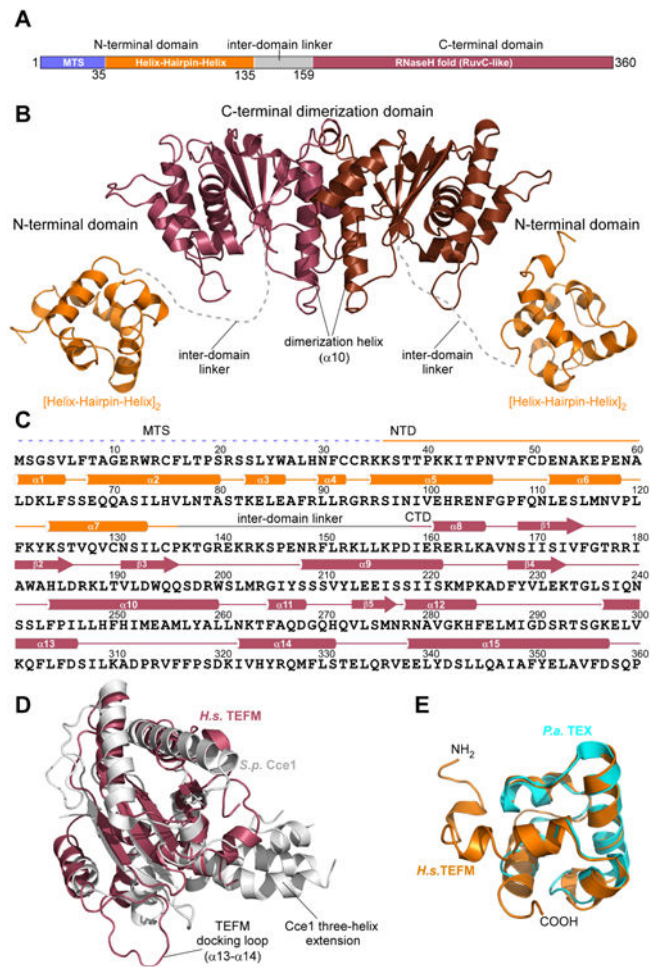 A
N-terminal domain inter-domain linker C-terminal domain
1 MTS Helix-Hairpin-Helix RNaseH fold (RuvC-like) 360
35 135 159
B
C-terminal dimerization domain
N-terminal domain
N-terminal domain
inter-domain linker
dimerization helix (α10)
inter-domain linker
[Helix-Hairpin-Helix]2
[Helix-Hairpin-Helix]2
C
MTS NTD
10 20 30 40 50 60
MSGSVLFTAGERWRCFLTPSRSSLYWALHNFCCRKKSTTPKKITPNVTFCDENAKEPENA
α1 α2 α3 α4 α5 α6
70 80 90 100 110 120
LDKLFSSEQQASILHVLNTASTKELEAFRLLRGRRSINIVEHRENFGPFQNLESLMNVPL
α7 inter-domain linker CTD α8 β1
130 140 150 160 170 180
FKYKSTVQVCNSILCPKTGREKRKSPENRFLRKLLKPDIERERLKAVNSIISIVFGTRRI
β2 β3 α9 β4
190 200 210 220 230 240
AWAHLDRKLTVLDWQQSDRWSLMRGIYSSSVYLEEISSIISKMPKADFYVLEKTGLSIQN
α10 α11 β5 α12
250 260 270 280 290 300
SSLFPILLHFHIMEAMLYALLNKTFAQDGQHQVLSMNRNAVGKHFELMIGDSRTSGKELV
α13 α14 α15
310 320 330 340 350 360
KQFLFDSILKADPRVFFPSDKIVHYRQMFLSTELQRVEELYDSLLQAIAFYELAVFDSQP
D
H.s. TEFM
S.p. Cce1
Cce1 three-helix extension
TEFM docking loop (α13-α14)
E
P.a. TEX
NH2
H.s.TEFM
COOH